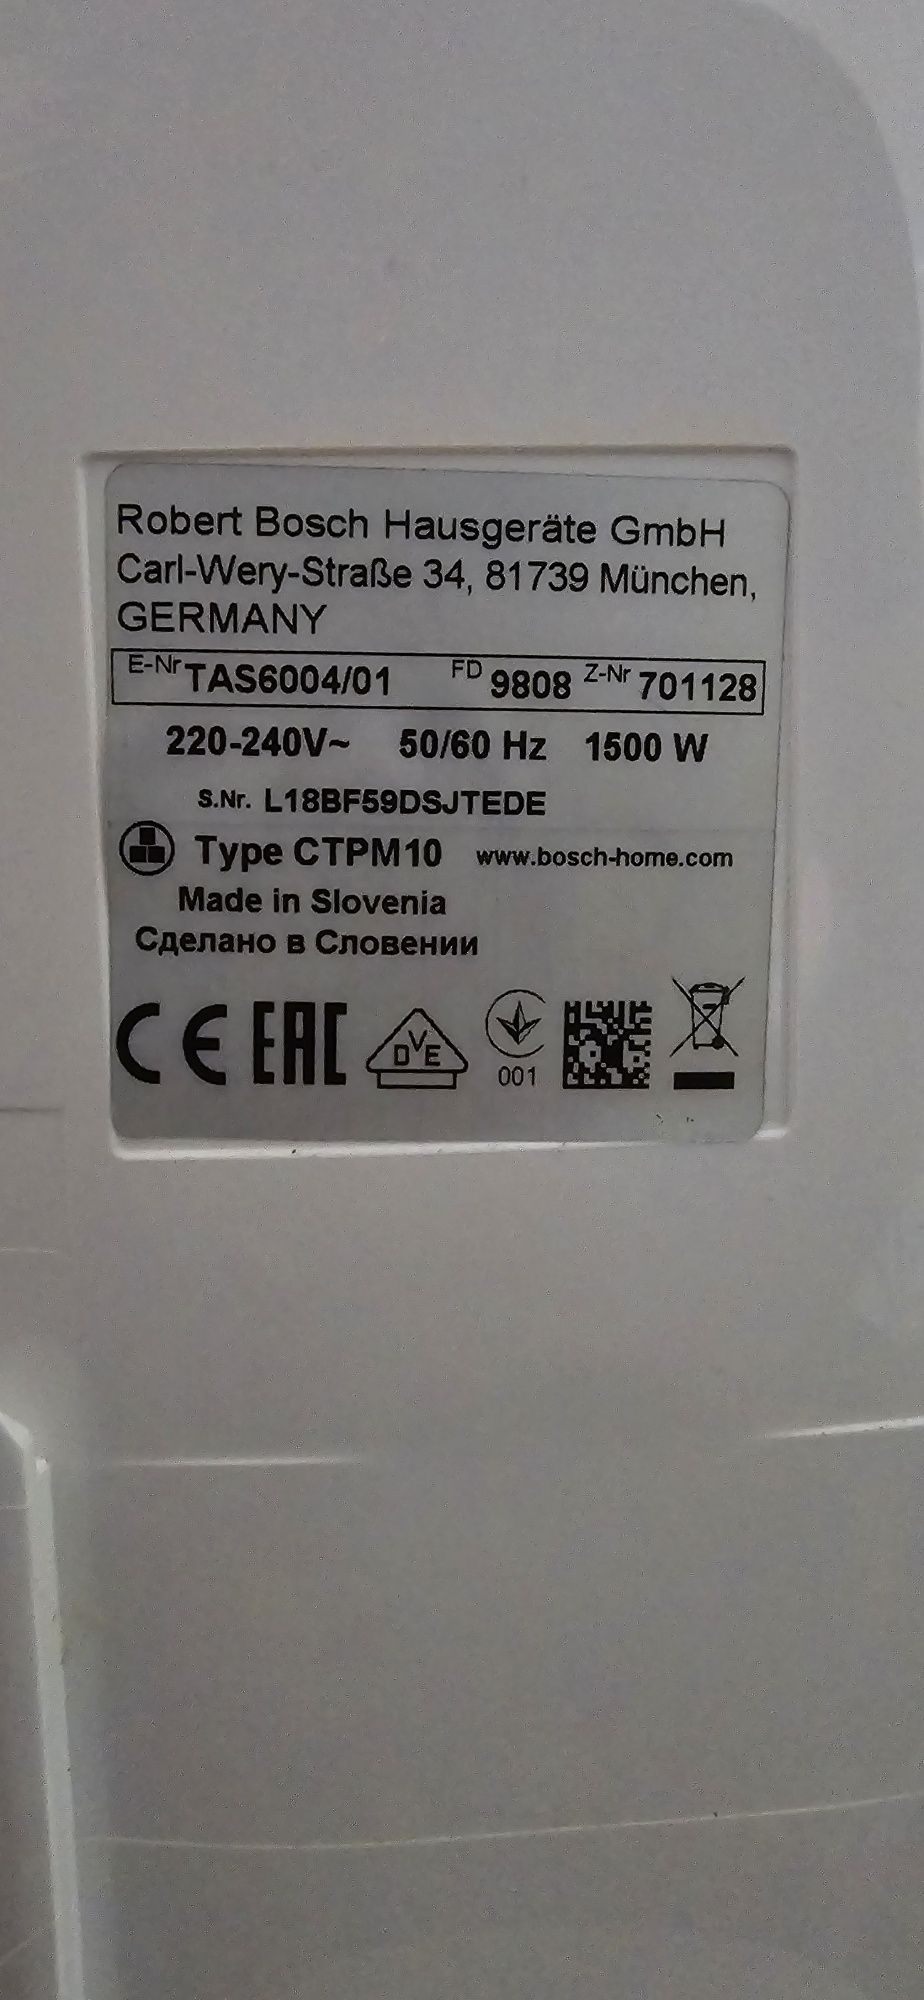 Robert Bosch Hausgeräte GmbH
Carl-Wery-Straße 34, 81739 München,
GERMANY
E-Nr TAS6004/01 FD 9808 Z-Nr 701128
220-240V~ 50/60 Hz 1500 W
S.Nr. L18BF59DSJTEDE
Type CTPM10 www.bosch-home.com
Made in Slovenia
Сделано в Словении
CE EAC DVE 001